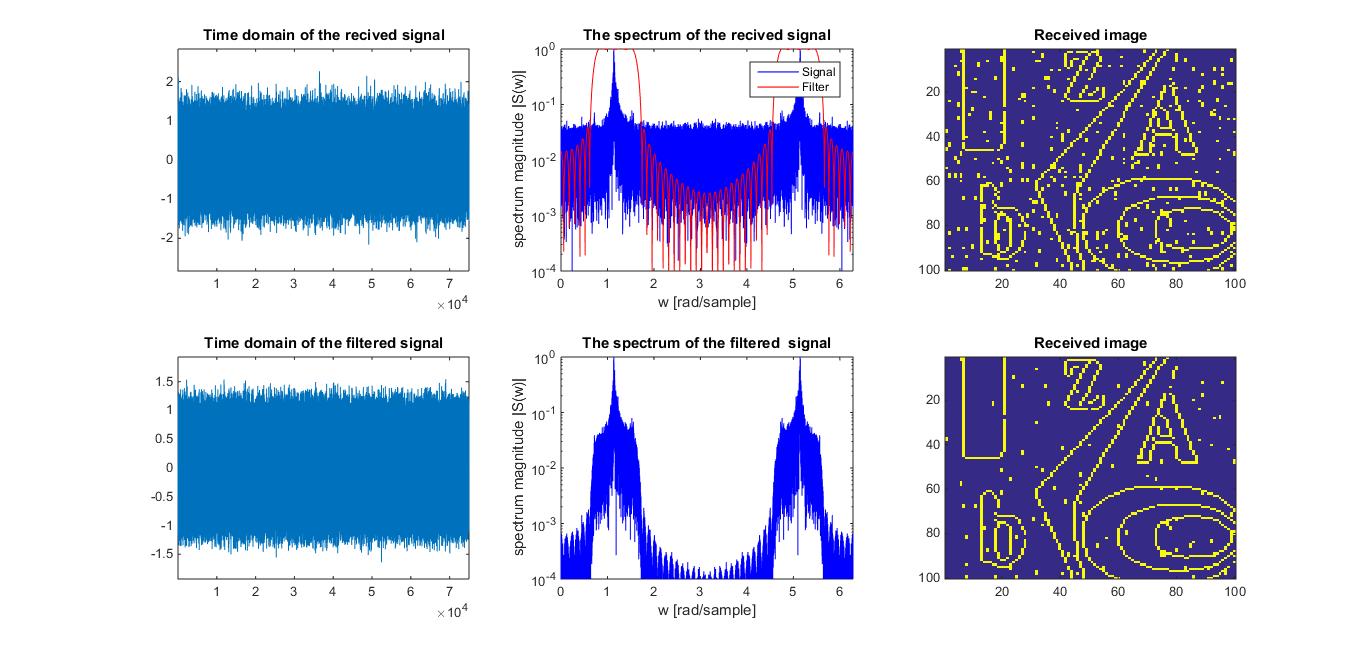 Time domain of the recived signal
2
1
0
-1
-2
1 2 3 4 5 6 7
×10^4
The spectrum of the recived signal
spectrum magnitude |S(w)|
10^0
10^-1
10^-2
10^-3
10^-4
Signal
Filter
0 1 2 3 4 5 6
w [rad/sample]
Received image
20
40
60
80
100
20 40 60 80 100
z
A
b
Time domain of the filtered signal
1.5
1
0.5
0
-0.5
-1
-1.5
1 2 3 4 5 6 7
×10^4
The spectrum of the filtered  signal
spectrum magnitude |S(w)|
10^0
10^-1
10^-2
10^-3
10^-4
0 1 2 3 4 5 6
w [rad/sample]
Received image
20
40
60
80
100
20 40 60 80 100
z
A
b